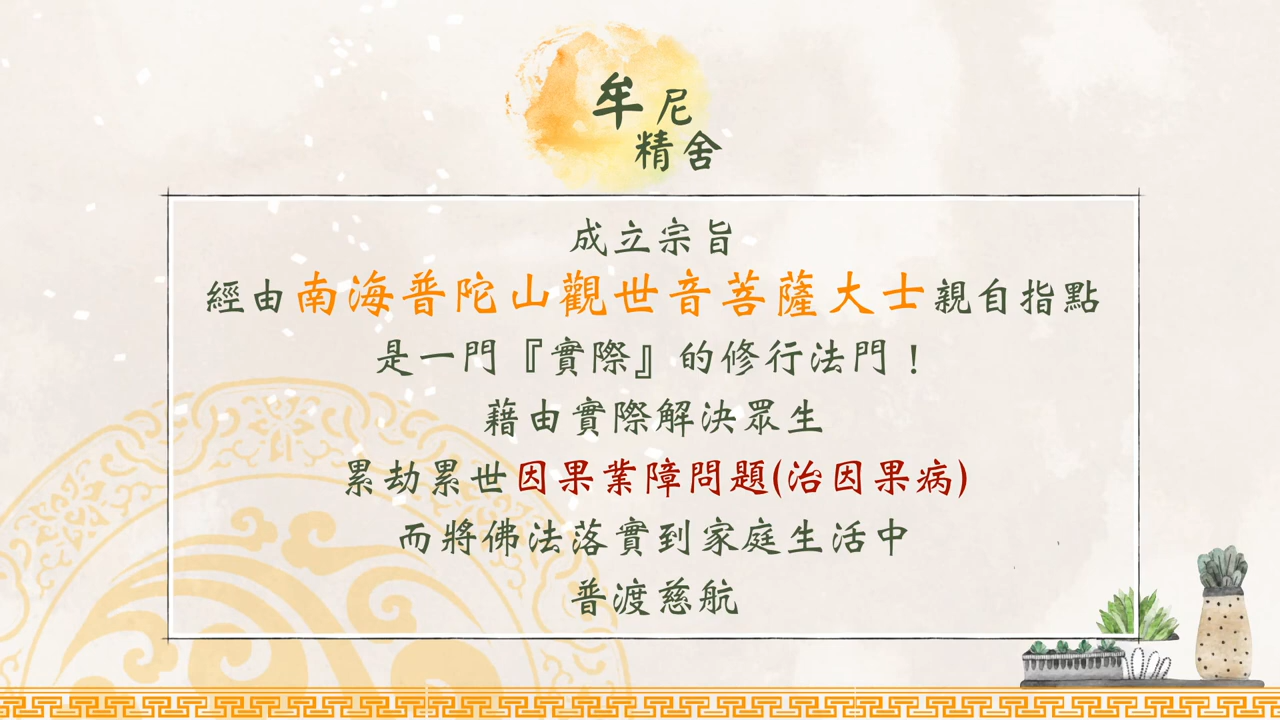 牟尼
精舍
成立宗旨
經由南海普陀山觀世音菩薩大士親自指點
是一門『實際』的修行法門！
藉由實際解決眾生
累劫累世因果業障問題(治因果病)
而將佛法落實到家庭生活中
普渡慈航